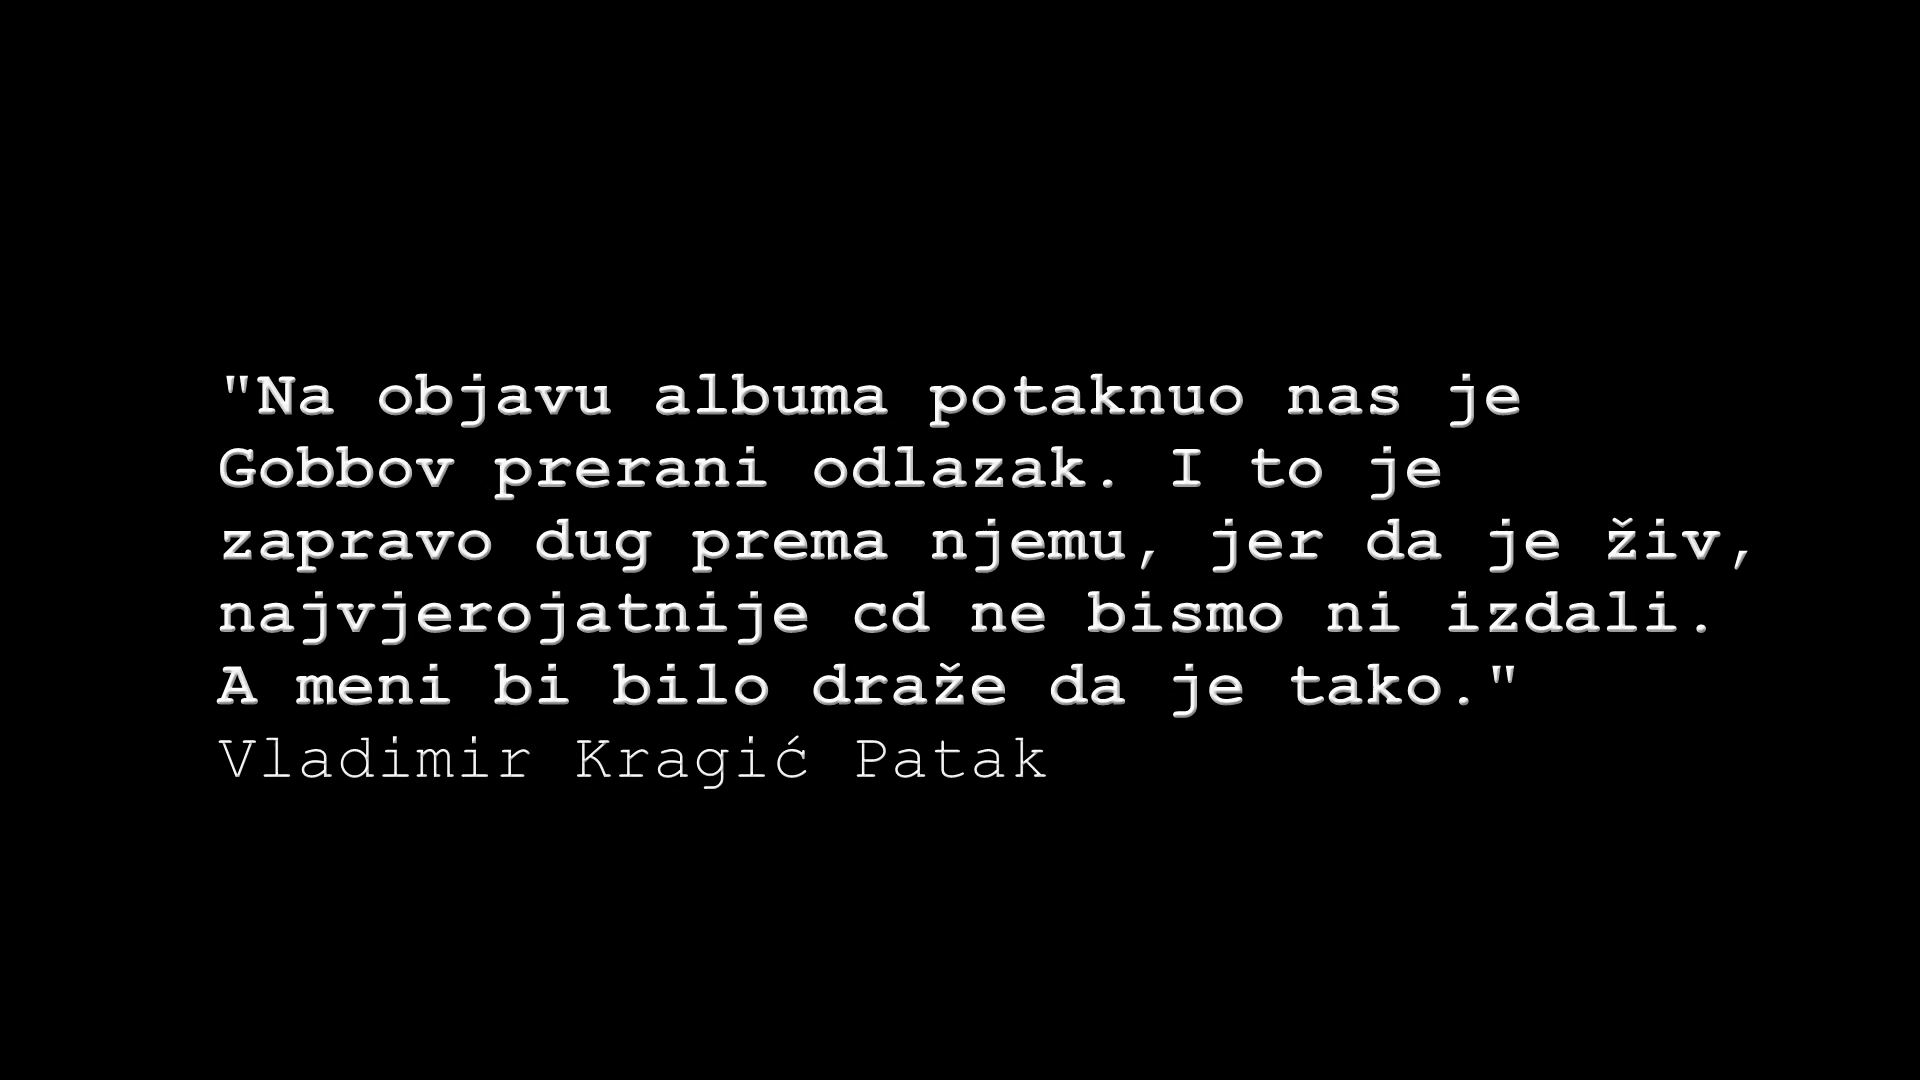 "Na objavu albuma potaknuo nas je
Gobbov prerani odlazak. I to je
zapravo dug prema njemu, jer da je živ,
najvjerojatnije cd ne bismo ni izdali.
A meni bi bilo draže da je tako."
Vladimir Kragić Patak